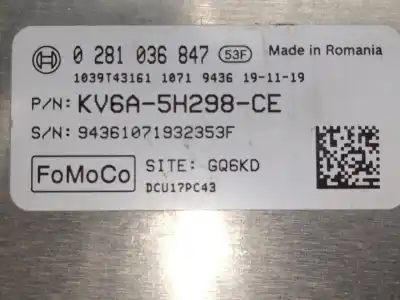 0 281 036 847 53F Made in Romania
1039T43161 1071 9436 19-11-19
P/N: KV6A-5H298-CE
S/N: 94361071932353F
FoMoCo SITE: GQ6KD
DCU17PC43